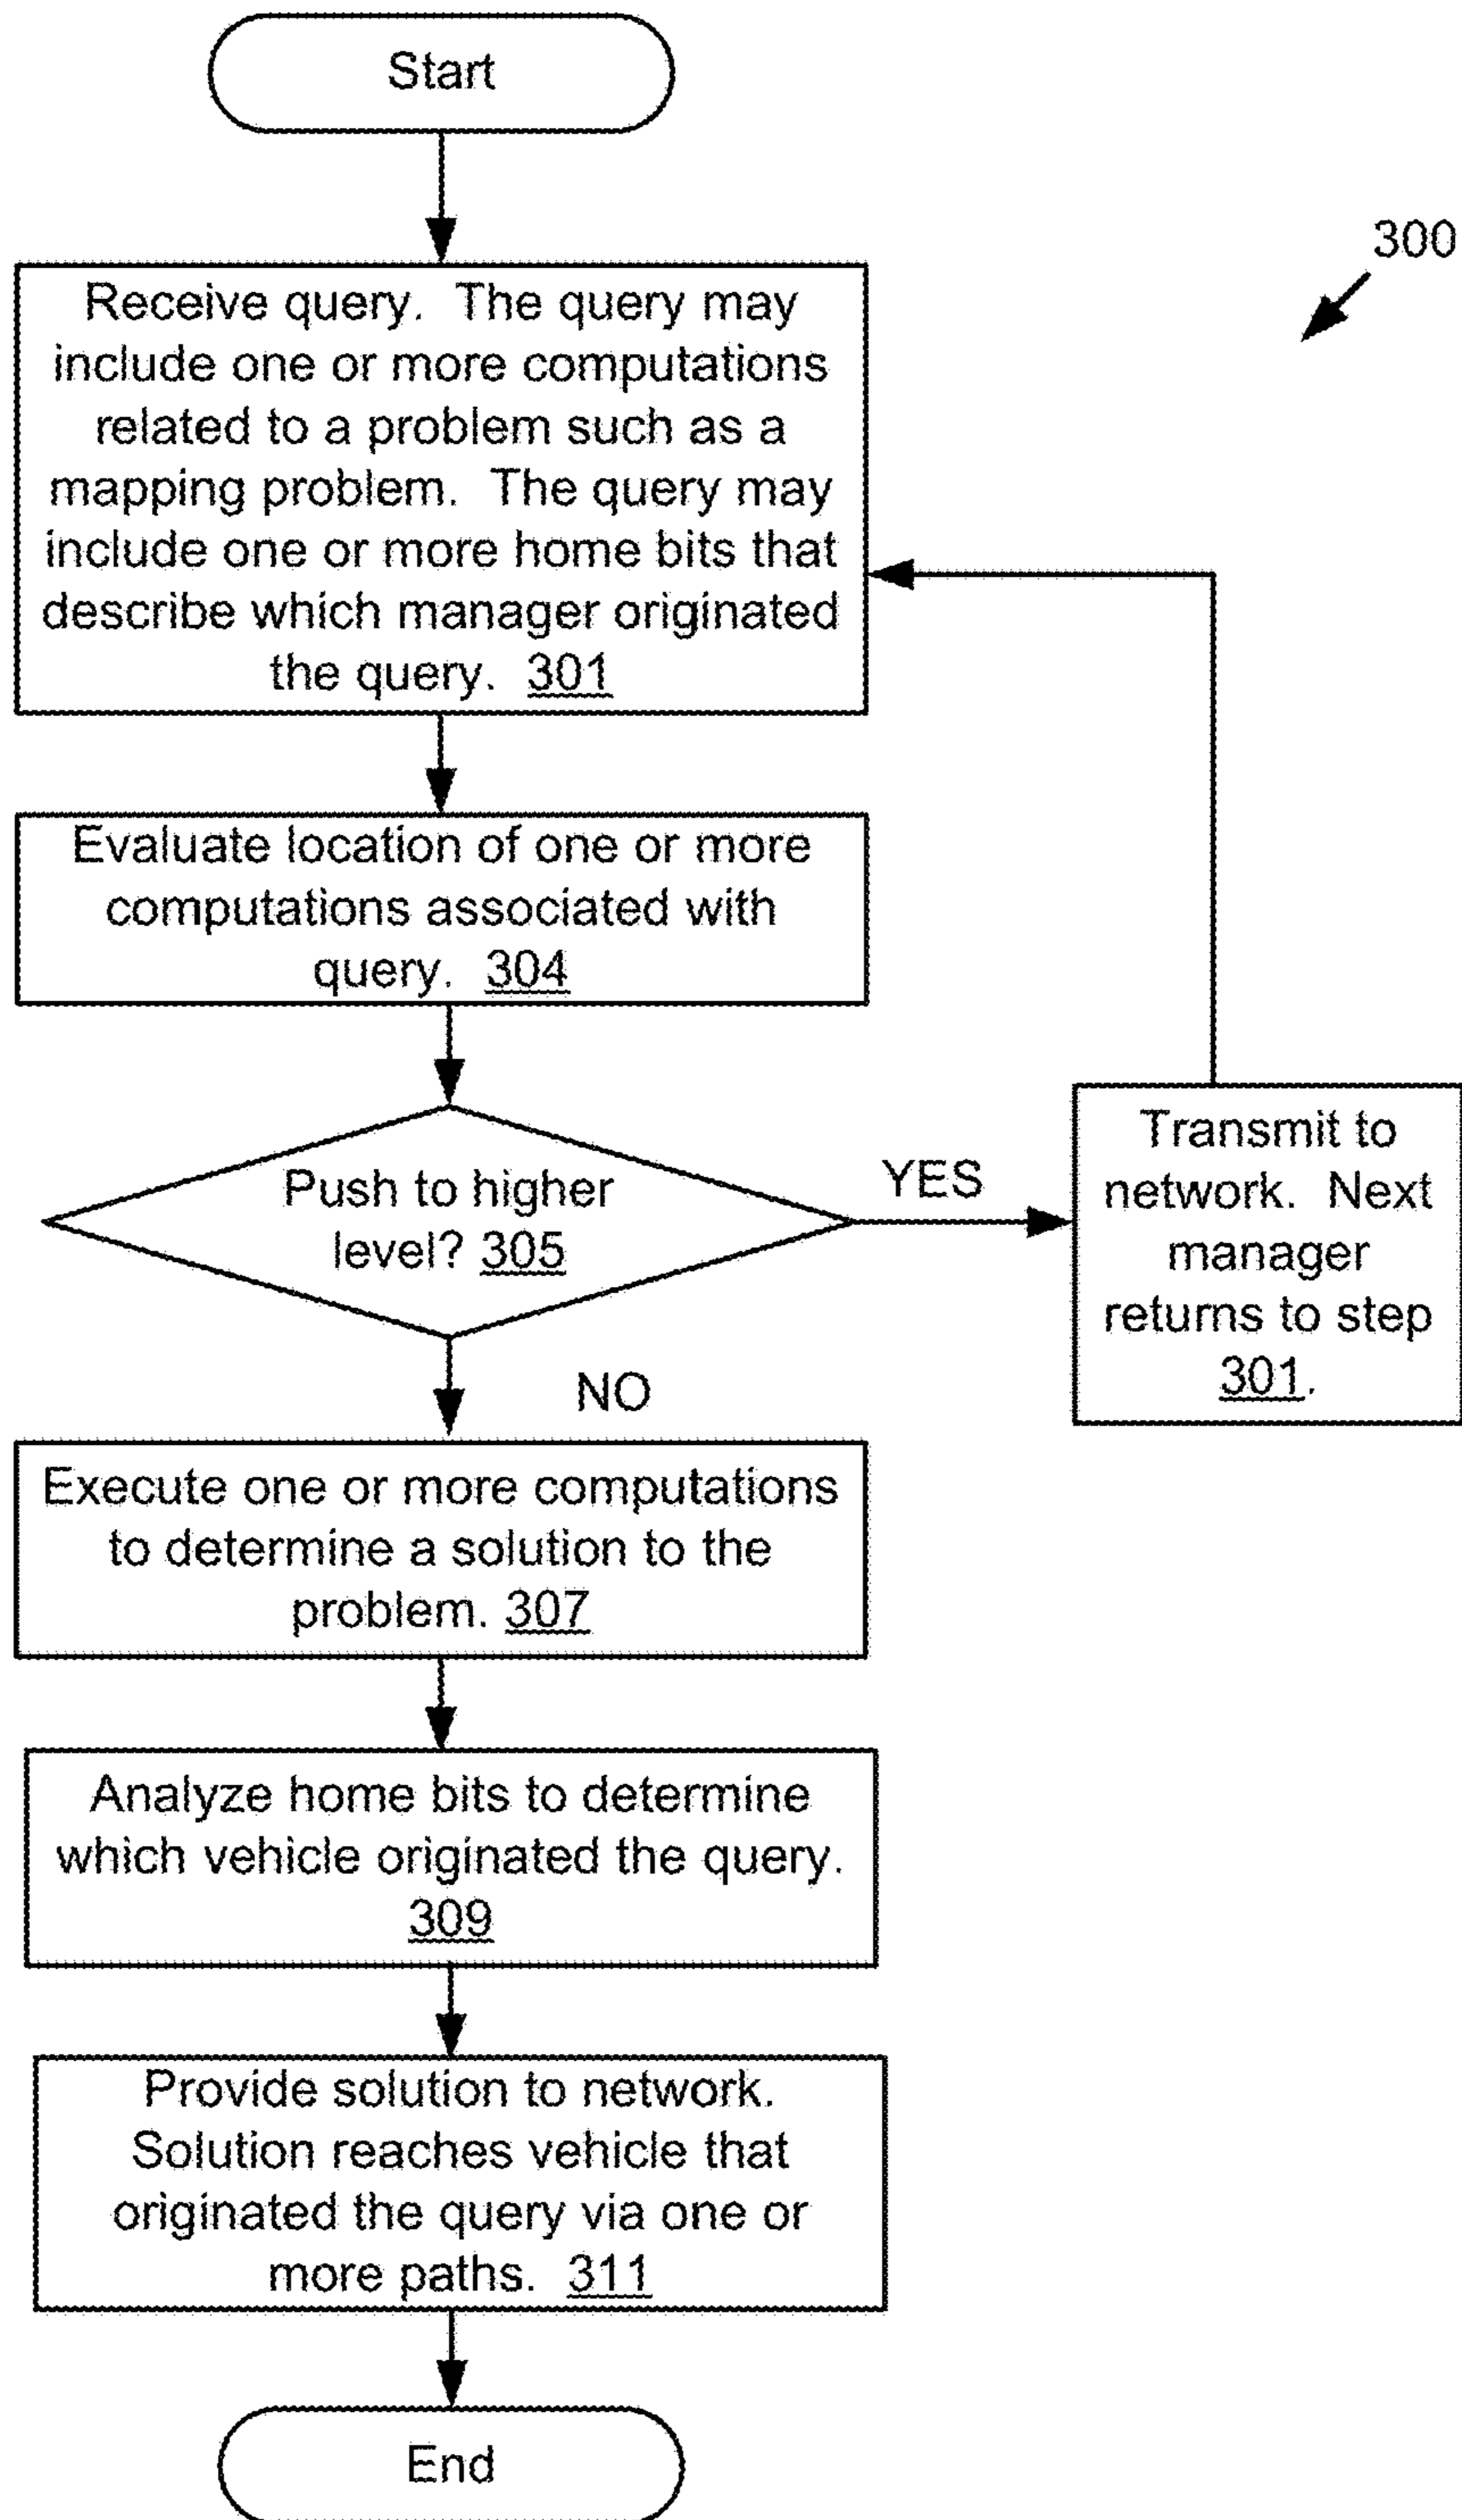 Start
300
Receive query. The query may
include one or more computations
related to a problem such as a
mapping problem. The query may
include one or more home bits that
describe which manager originated
the query. 301
Evaluate location of one or more
computations associated with
query. 304
Push to higher
level? 305
YES
Transmit to
network. Next
manager
returns to step
301.
NO
Execute one or more computations
to determine a solution to the
problem. 307
Analyze home bits to determine
which vehicle originated the query.
309
Provide solution to network.
Solution reaches vehicle that
originated the query via one or
more paths. 311
End